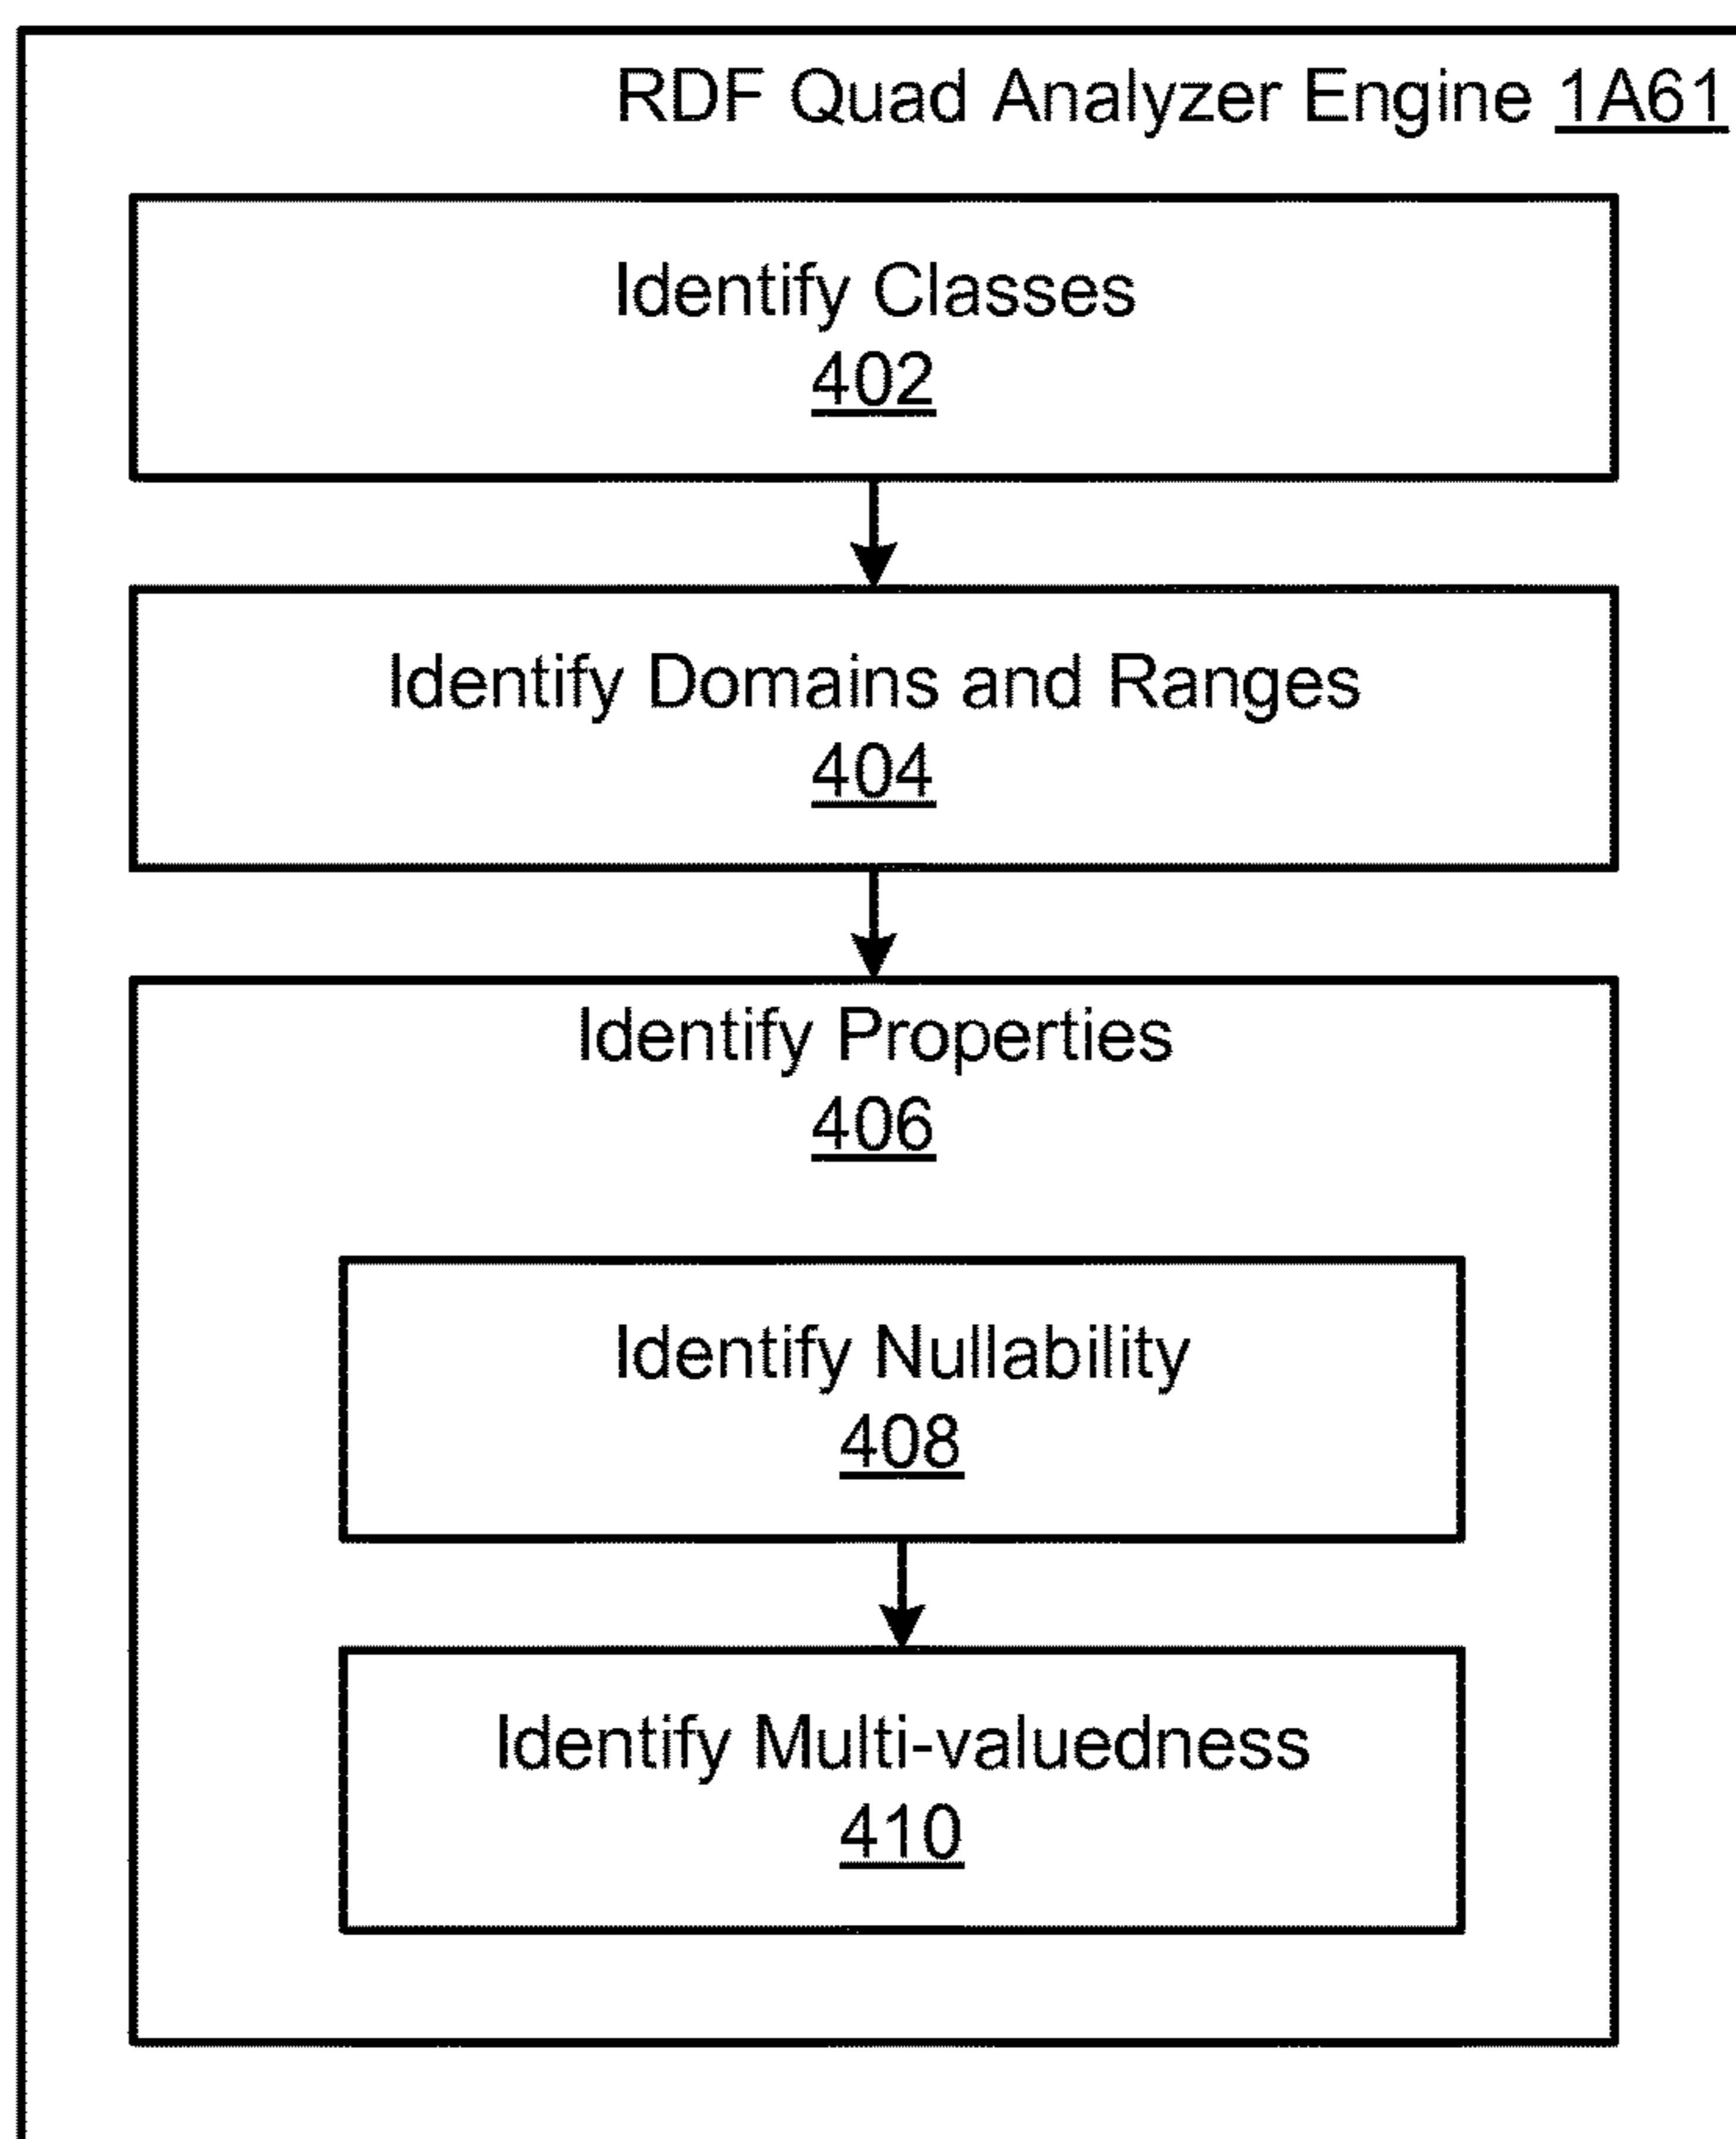 RDF Quad Analyzer Engine 1A61
Identify Classes
402
Identify Domains and Ranges
404
Identify Properties
406
Identify Nullability
408
Identify Multi-valuedness
410